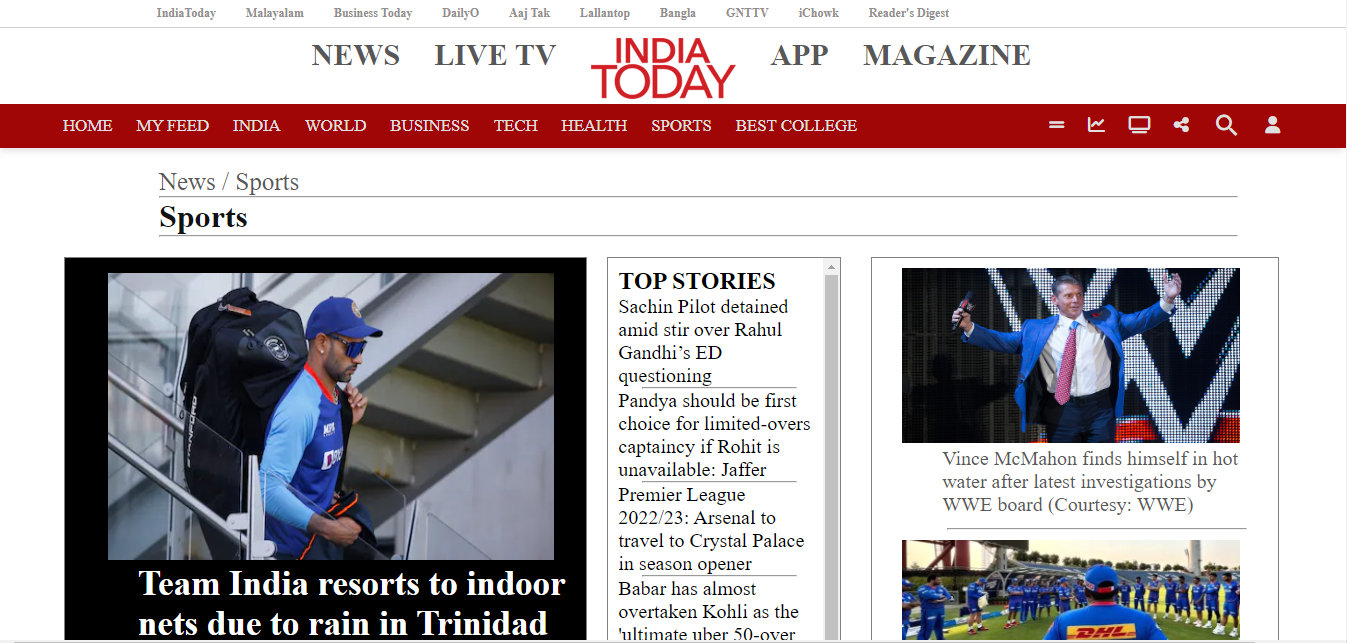 IndiaToday Malayalam Business Today DailyO Aaj Tak Lallantop Bangla GNTTV iChowk Reader's Digest
NEWS LIVE TV INDIA TODAY APP MAGAZINE
HOME MY FEED INDIA WORLD BUSINESS TECH HEALTH SPORTS BEST COLLEGE
News / Sports
Sports
STANFORD
MPL
Team India resorts to indoor
nets due to rain in Trinidad
TOP STORIES
Sachin Pilot detained
amid stir over Rahul
Gandhi’s ED
questioning
Pandya should be first
choice for limited-overs
captaincy if Rohit is
unavailable: Jaffer
Premier League
2022/23: Arsenal to
travel to Crystal Palace
in season opener
Babar has almost
overtaken Kohli as the
'ultimate uber 50-over
Vince McMahon finds himself in hot
water after latest investigations by
WWE board (Courtesy: WWE)
DHL